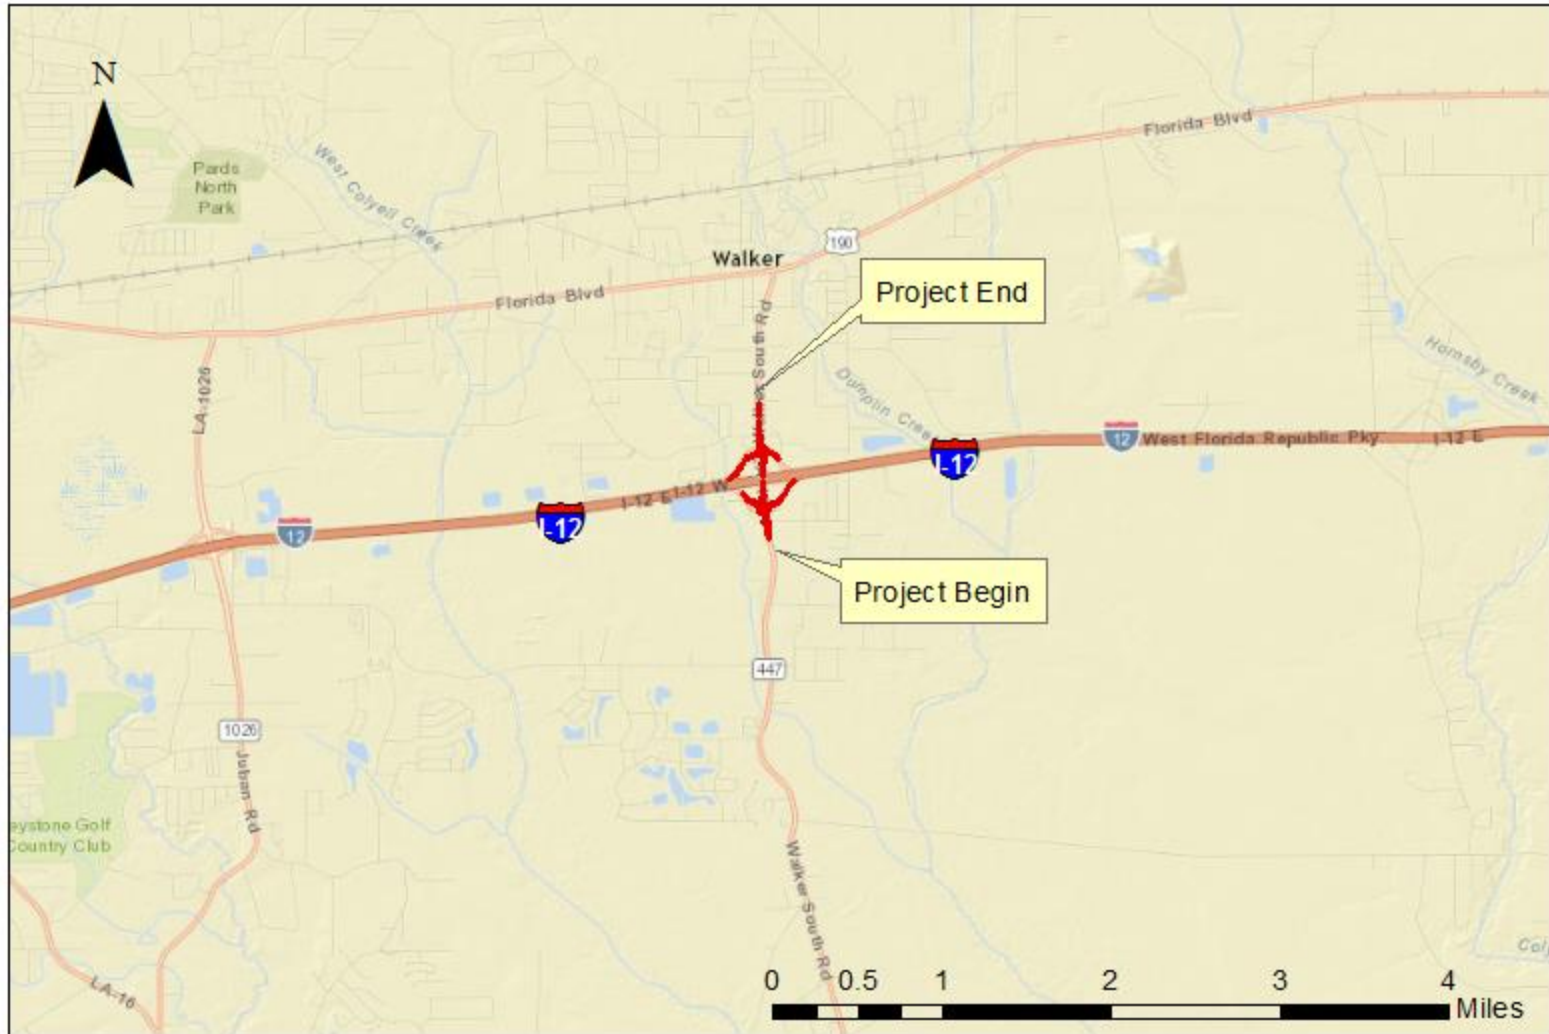 N
Pards
North
Park
West Colyell Creek
Florida Blvd
190
Walker
Project End
Florida Blvd
South Rd
LA-1026
Dumplin Creek
Hornsby Creek
12
West Florida Republic Pky
I-12 E
I-12
I-12 E
I-12 W
I-12
12
Project Begin
447
1026
Juban Rd
eystone Golf
Country Club
Walker South Rd
LA-16
0 0.5 1 2 3 4
Miles